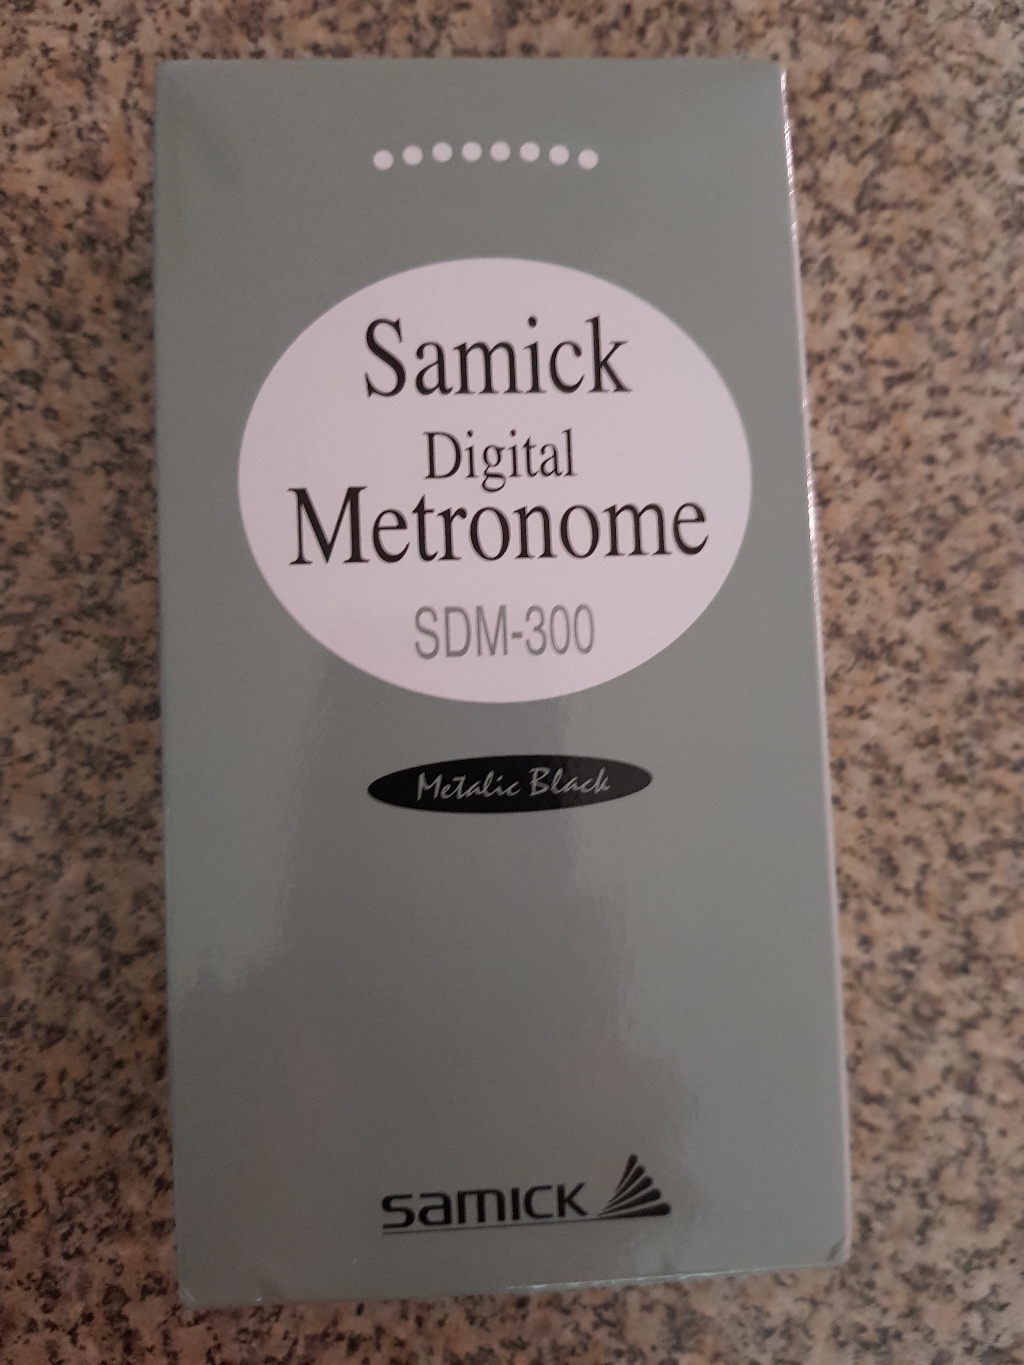 Samick
Digital
Metronome
SDM-300
Metalic Black
SAMICK